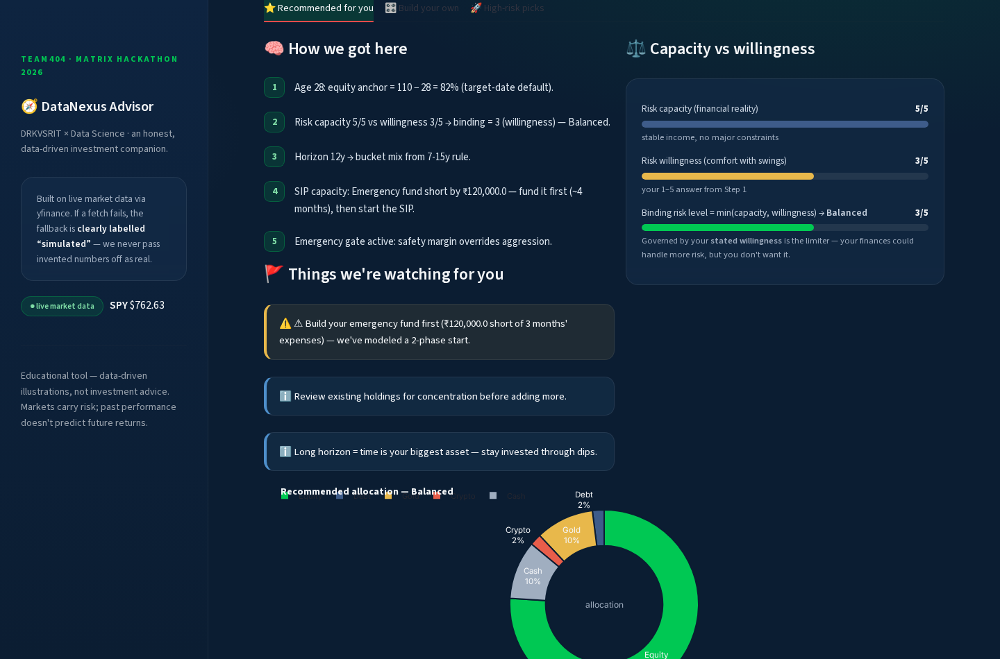 TEAM404 · MATRIX HACKATHON
2026
🧭 DataNexus Advisor
DRKVSRIT × Data Science · an honest,
data-driven investment companion.
Built on live market data via
yfinance. If a fetch fails, the
fallback is clearly labelled
“simulated” — we never pass
invented numbers off as real.
live market data SPY $762.63
Educational tool — data-driven
illustrations, not investment advice.
Markets carry risk; past performance
doesn't predict future returns.
⭐ Recommended for you 🎛️ Build your own 🚀 High-risk picks
🧠 How we got here
1 Age 28: equity anchor = 110 − 28 = 82% (target-date default).
2 Risk capacity 5/5 vs willingness 3/5 → binding = 3 (willingness) — Balanced.
3 Horizon 12y → bucket mix from 7-15y rule.
4 SIP capacity: Emergency fund short by ₹120,000.0 — fund it first (~4
months), then start the SIP.
5 Emergency gate active: safety margin overrides aggression.
⚖️ Capacity vs willingness
Risk capacity (financial reality) 5/5
stable income, no major constraints
Risk willingness (comfort with swings) 3/5
your 1–5 answer from Step 1
Binding risk level = min(capacity, willingness) → Balanced 3/5
Governed by your stated willingness is the limiter — your finances could
handle more risk, but you don't want it.
🚩 Things we're watching for you
⚠️ ⚠ Build your emergency fund first (₹120,000.0 short of 3 months'
expenses) — we've modeled a 2-phase start.
ℹ️ Review existing holdings for concentration before adding more.
ℹ️ Long horizon = time is your biggest asset — stay invested through dips.
Recommended allocation — Balanced
Equity Debt Gold Crypto Cash
Debt
2%
Crypto
2%
Gold
10%
Cash
10%
allocation
Equity